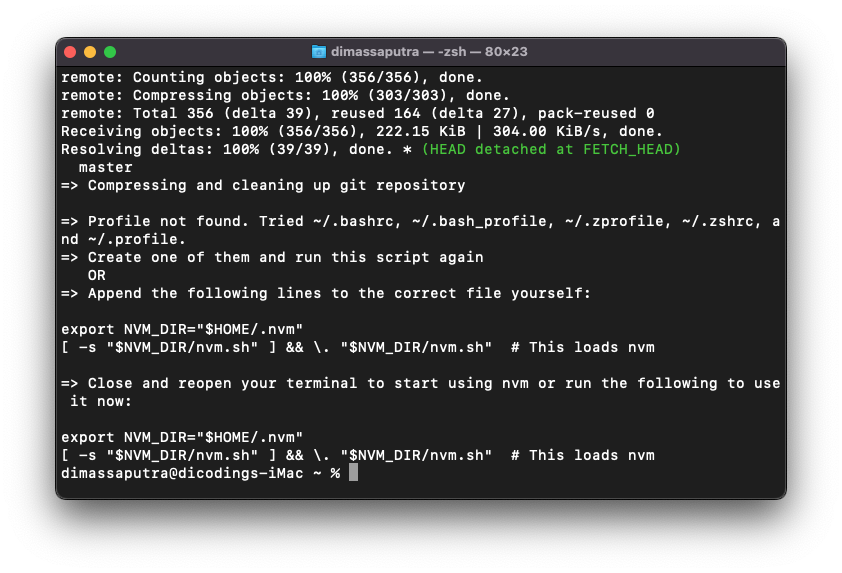 dimassaputra — -zsh — 80×23
remote: Counting objects: 100% (356/356), done.
remote: Compressing objects: 100% (303/303), done.
remote: Total 356 (delta 39), reused 164 (delta 27), pack-reused 0
Receiving objects: 100% (356/356), 222.15 KiB | 304.00 KiB/s, done.
Resolving deltas: 100% (39/39), done. * (HEAD detached at FETCH_HEAD)
  master
=> Compressing and cleaning up git repository

=> Profile not found. Tried ~/.bashrc, ~/.bash_profile, ~/.zprofile, ~/.zshrc, a
nd ~/.profile.
=> Create one of them and run this script again
   OR
=> Append the following lines to the correct file yourself:

export NVM_DIR="$HOME/.nvm"
[ -s "$NVM_DIR/nvm.sh" ] && \. "$NVM_DIR/nvm.sh"  # This loads nvm

=> Close and reopen your terminal to start using nvm or run the following to use
 it now:

export NVM_DIR="$HOME/.nvm"
[ -s "$NVM_DIR/nvm.sh" ] && \. "$NVM_DIR/nvm.sh"  # This loads nvm
dimassaputra@dicodings-iMac ~ %